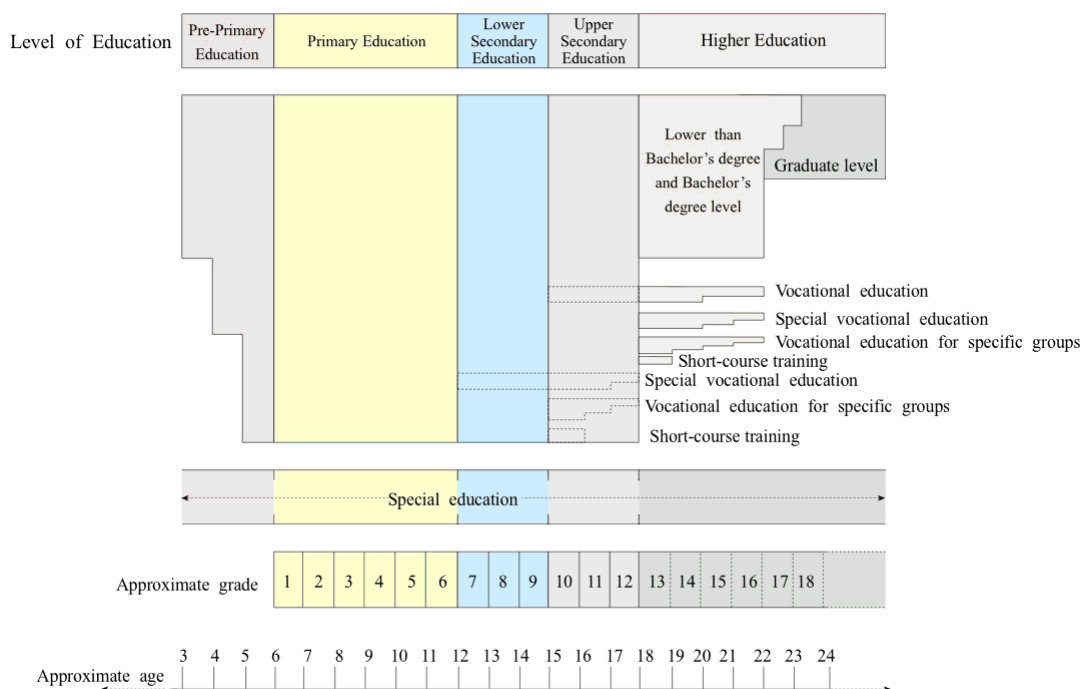 Level of Education
Pre-Primary
Education
Primary Education
Lower
Secondary
Education
Upper
Secondary
Education
Higher Education
Lower than
Bachelor's degree
and Bachelor's
degree level
Graduate level
Vocational education
Special vocational education
Vocational education for specific groups
Short-course training
Special vocational education
Vocational education for specific groups
Short-course training
Special education
Approximate grade 1 2 3 4 5 6 7 8 9 10 11 12 13 14 15 16 17 18
3 4 5 6 7 8 9 10 11 12 13 14 15 16 17 18 19 20 21 22 23 24
Approximate age